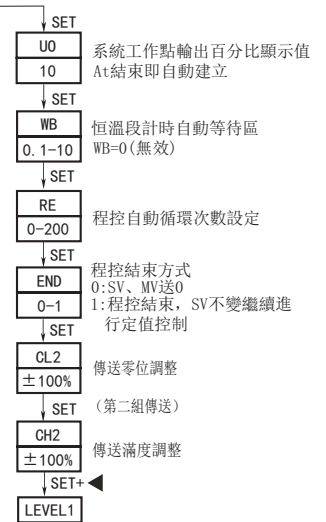 SET
UO
10
系統工作點輸出百分比顯示值
At結束即自動建立
SET
WB
0.1-10
恒溫段計時自動等待區
WB=0(無效)
SET
RE
0-200
程控自動循環次數設定
SET
END
0-1
程控結束方式
0:SV、MV送0
1:程控結束，SV不變繼續進
行定值控制
SET
CL2
±100%
傳送零位調整
SET
（第二組傳送）
CH2
±100%
傳送滿度調整
SET+◀
LEVEL1